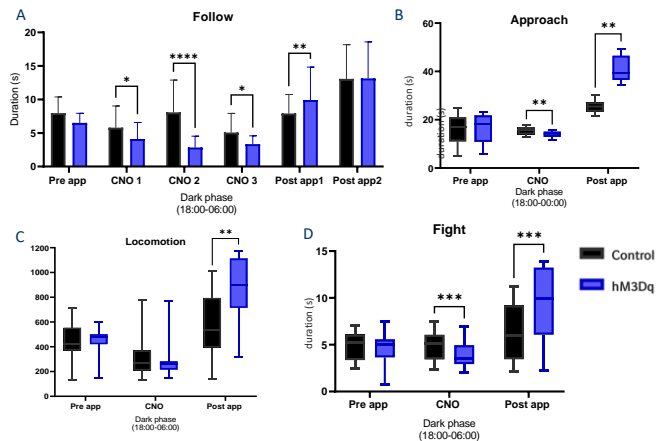 A
Follow
****
**
*
*
20
15
10
5
0
Duration (s)
Pre app
CNO 1
CNO 2
CNO 3
Post app1
Post app2
Dark phase
(18:00-06:00)
B
Approach
**
**
60
40
20
0
duration (s)
duration (s)
Pre app
CNO
Post app
Dark phase
(18:00-00:00)
C
Locomotion
**
1200
1000
800
600
400
200
0
Pre app
CNO
Post app
Dark phase
(18:00-06:00)
D
Fight
***
***
15
10
5
0
duration (s)
Pre app
CNO
Post app
Dark phase
(18:00-06:00)
Control
hM3Dq